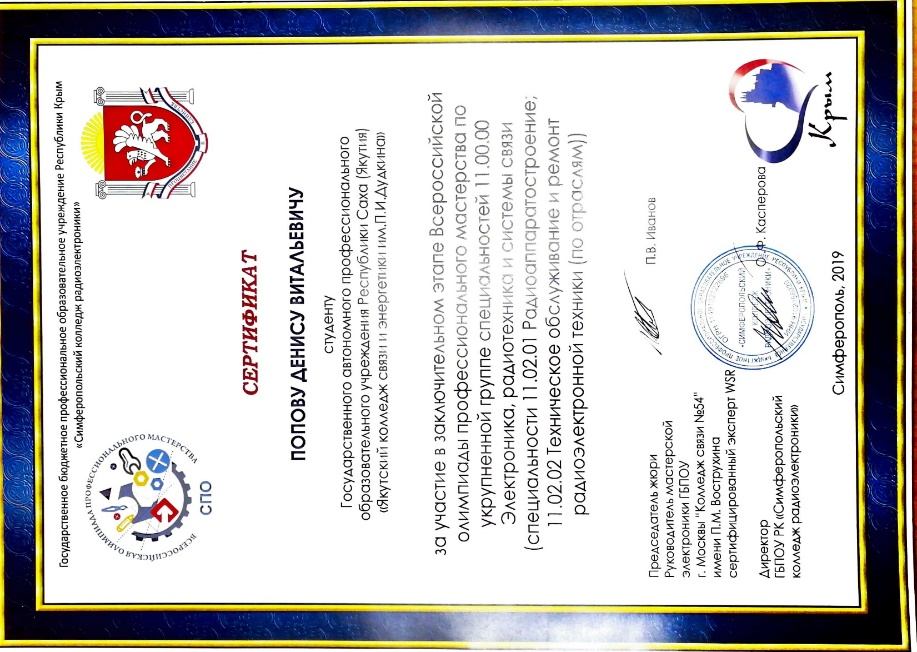 Государственное бюджетное профессиональное образовательное учреждение Республики Крым
«Симферопольский колледж радиоэлектроники»
ВСЕРОССИЙСКАЯ ОЛИМПИАДА ПРОФЕССИОНАЛЬНОГО МАСТЕРСТВА
СПО
СЕРТИФИКАТ
ПОПОВУ ДЕНИСУ ВИТАЛЬЕВИЧУ
студенту
Государственного автономного профессионального
образовательного учреждения Республики Саха (Якутия)
«Якутский колледж связи и энергетики им.П.И.Дудкина»
за участие в заключительном этапе Всероссийской
олимпиады профессионального мастерства по
укрупненной группе специальностей 11.00.00
Электроника, радиотехника и системы связи
(специальности 11.02.01 Радиоаппаратостроение;
11.02.02 Техническое обслуживание и ремонт
радиоэлектронной техники (по отраслям))
Председатель жюри
Руководитель мастерской
электроники ГБПОУ
г. Москвы "Колледж связи №54"
имени П.М. Вострухина
сертифицированный эксперт WSR
П.В. Иванов
Директор
ГБПОУ РК «Симферопольский
колледж радиоэлектроники»
О.Ф. Касперова
«СИМФЕРОПОЛЬСКИЙ
Симферополь, 2019
Крым